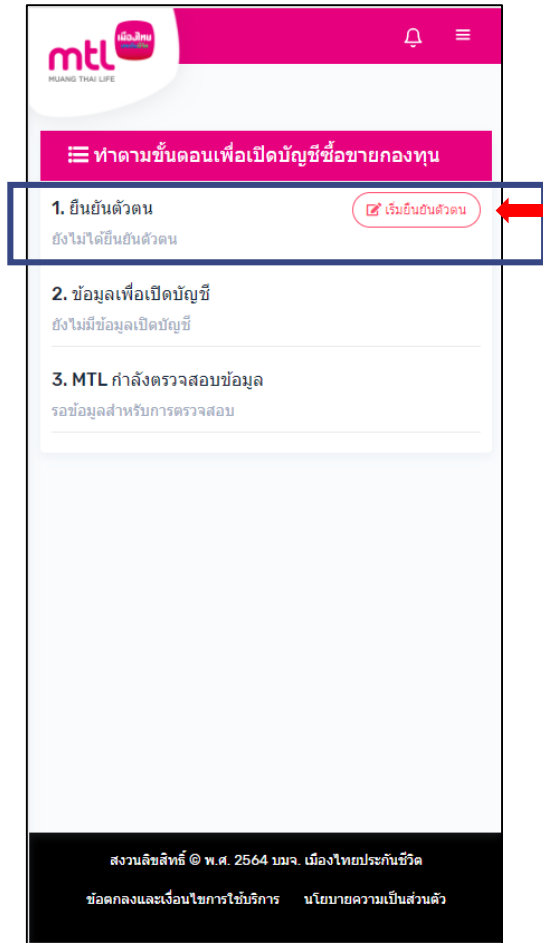 เมืองไทย
mtl
MUANG THAI LIFE
ทำตามขั้นตอนเพื่อเปิดบัญชีซื้อขายกองทุน
1. ยืนยันตัวตน
เริ่มยืนยันตัวตน
ยังไม่ได้ยืนยันตัวตน
2. ข้อมูลเพื่อเปิดบัญชี
ยังไม่มีข้อมูลเปิดบัญชี
3. MTL กำลังตรวจสอบข้อมูล
รอข้อมูลสำหรับการตรวจสอบ
สงวนลิขสิทธิ์ © พ.ศ. 2564 บมจ. เมืองไทยประกันชีวิต
ข้อตกลงและเงื่อนไขการใช้บริการ นโยบายความเป็นส่วนตัว